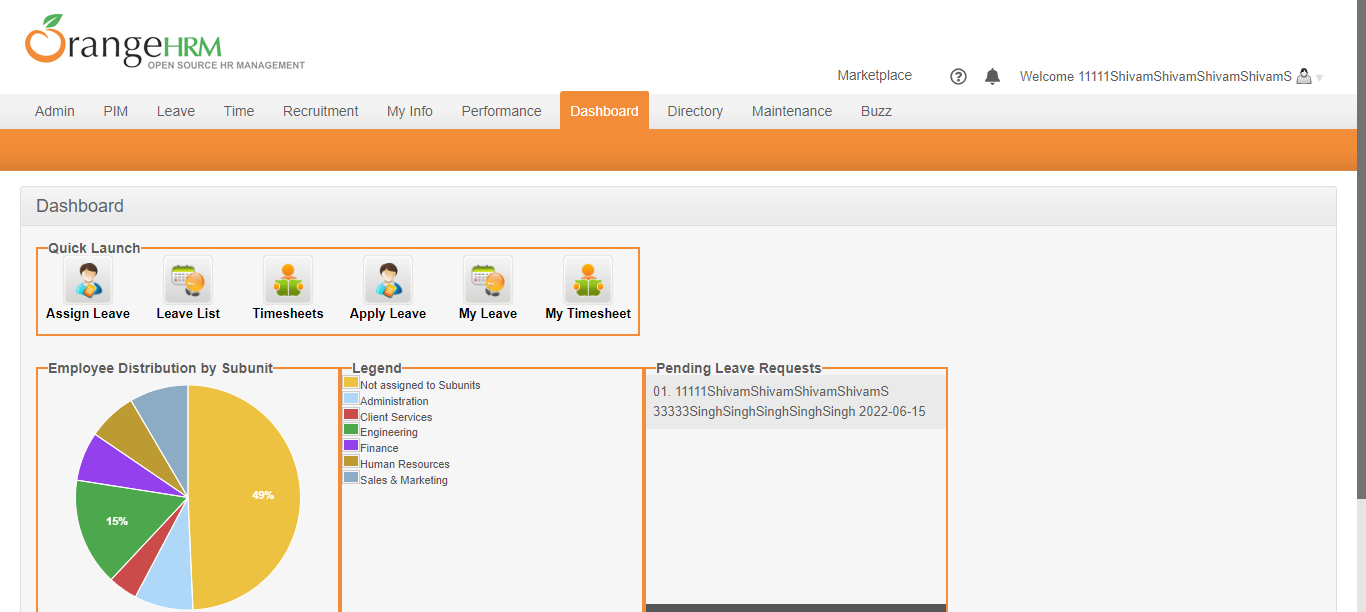 OrangeHRM
OPEN SOURCE HR MANAGEMENT
Marketplace
Welcome 11111ShivamShivamShivamShivamS
Admin PIM Leave Time Recruitment My Info Performance Dashboard Directory Maintenance Buzz
Dashboard
Quick Launch
Assign Leave Leave List Timesheets Apply Leave My Leave My Timesheet
Employee Distribution by Subunit
49%
15%
Legend
Not assigned to Subunits
Administration
Client Services
Engineering
Finance
Human Resources
Sales & Marketing
Pending Leave Requests
01. 11111ShivamShivamShivamShivamS
33333SinghSinghSinghSinghSingh 2022-06-15